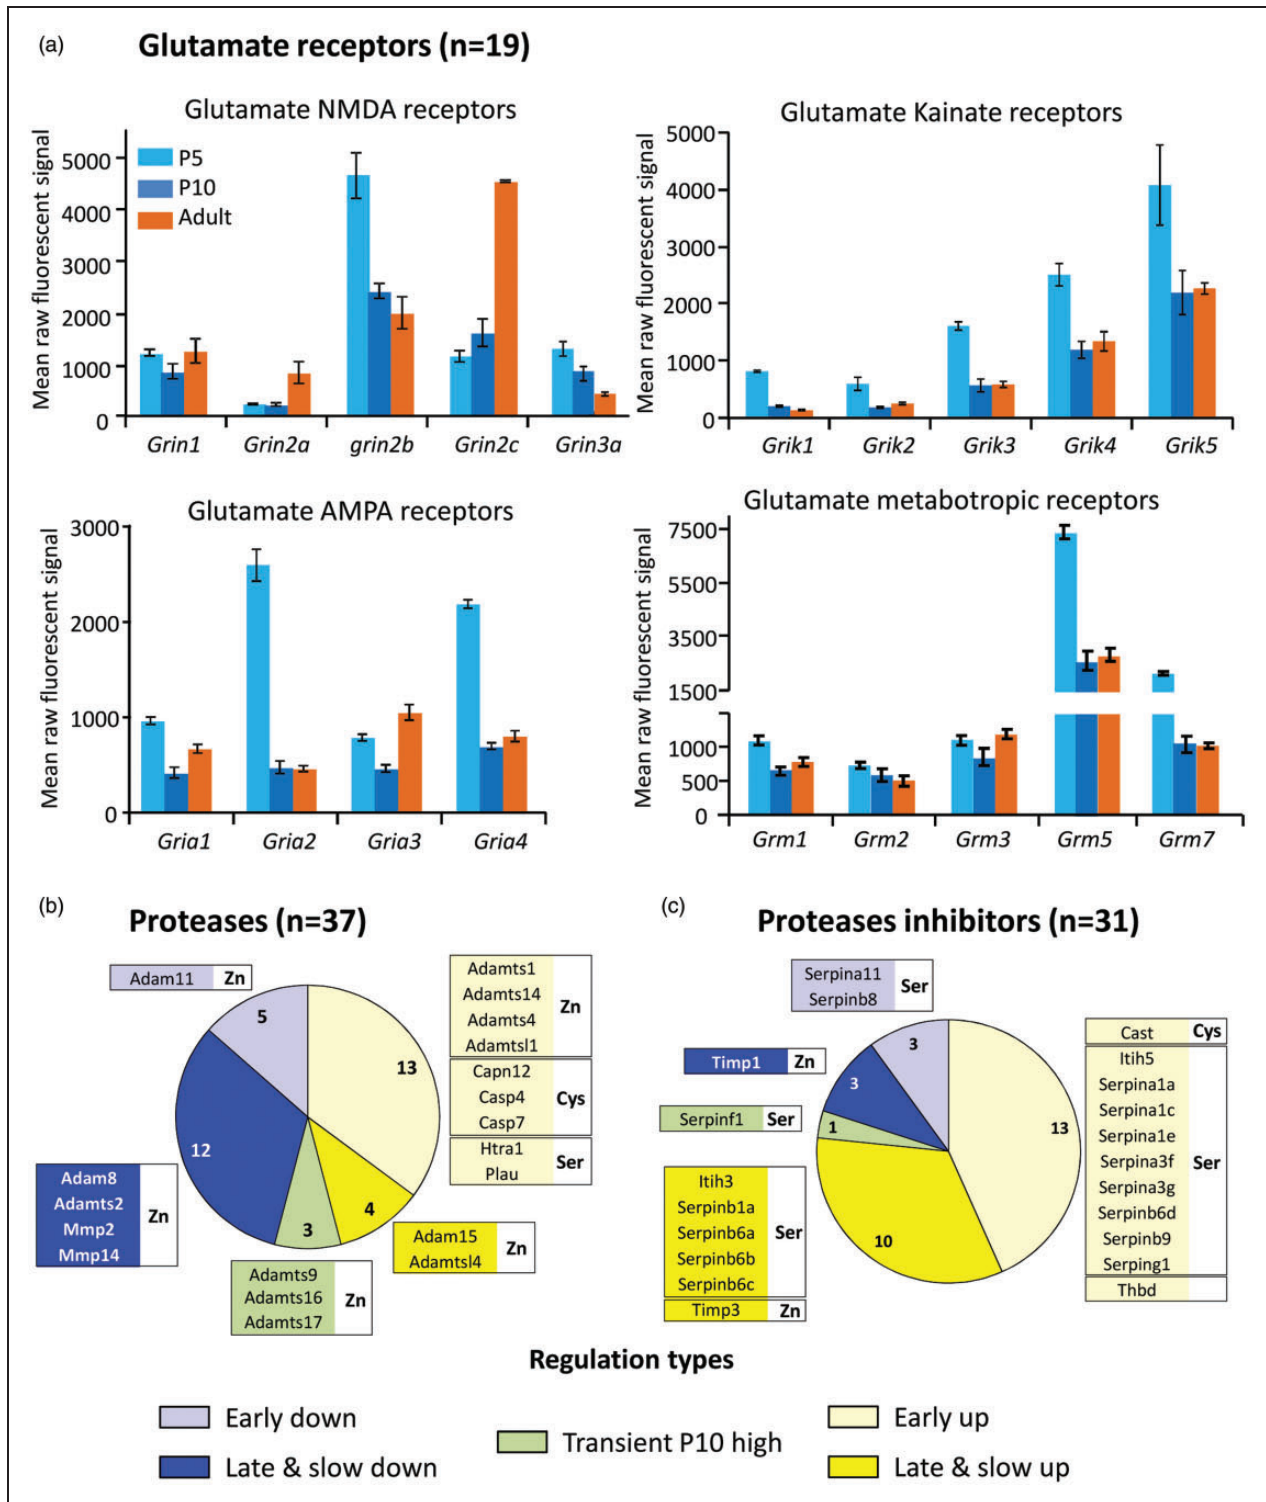 (a) Glutamate receptors (n=19)
Glutamate NMDA receptors
Mean raw fluorescent signal
5000
4000
3000
2000
1000
0
P5
P10
Adult
Grin1 Grin2a grin2b Grin2c Grin3a
Glutamate Kainate receptors
Mean raw fluorescent signal
5000
4000
3000
2000
1000
0
Grik1 Grik2 Grik3 Grik4 Grik5
Glutamate AMPA receptors
Mean raw fluorescent signal
3000
2000
1000
0
Gria1 Gria2 Gria3 Gria4
Glutamate metabotropic receptors
Mean raw fluorescent signal
7500
5500
3500
1500
1000
500
0
Grm1 Grm2 Grm3 Grm5 Grm7
(b) Proteases (n=37)
Adam11 Zn
5
13
12
3
4
Adamts1
Adamts14
Adamts4
Adamtsl1
Zn
Capn12
Casp4
Casp7
Cys
Htra1
Plau
Ser
Adam8
Adamts2
Mmp2
Mmp14
Zn
Adamts9
Adamts16
Adamts17
Zn
Adam15
Adamtsl4
Zn
(c) Proteases inhibitors (n=31)
Serpina11
Serpinb8
Ser
Timp1 Zn
Serpinf1 Ser
3
3
1
13
10
Itih3
Serpinb1a
Serpinb6a
Serpinb6b
Serpinb6c
Ser
Timp3 Zn
Cast Cys
Itih5
Serpina1a
Serpina1c
Serpina1e
Serpina3f
Serpina3g
Serpinb6d
Serpinb9
Serping1
Ser
Thbd
Regulation types
Early down
Late & slow down
Transient P10 high
Early up
Late & slow up